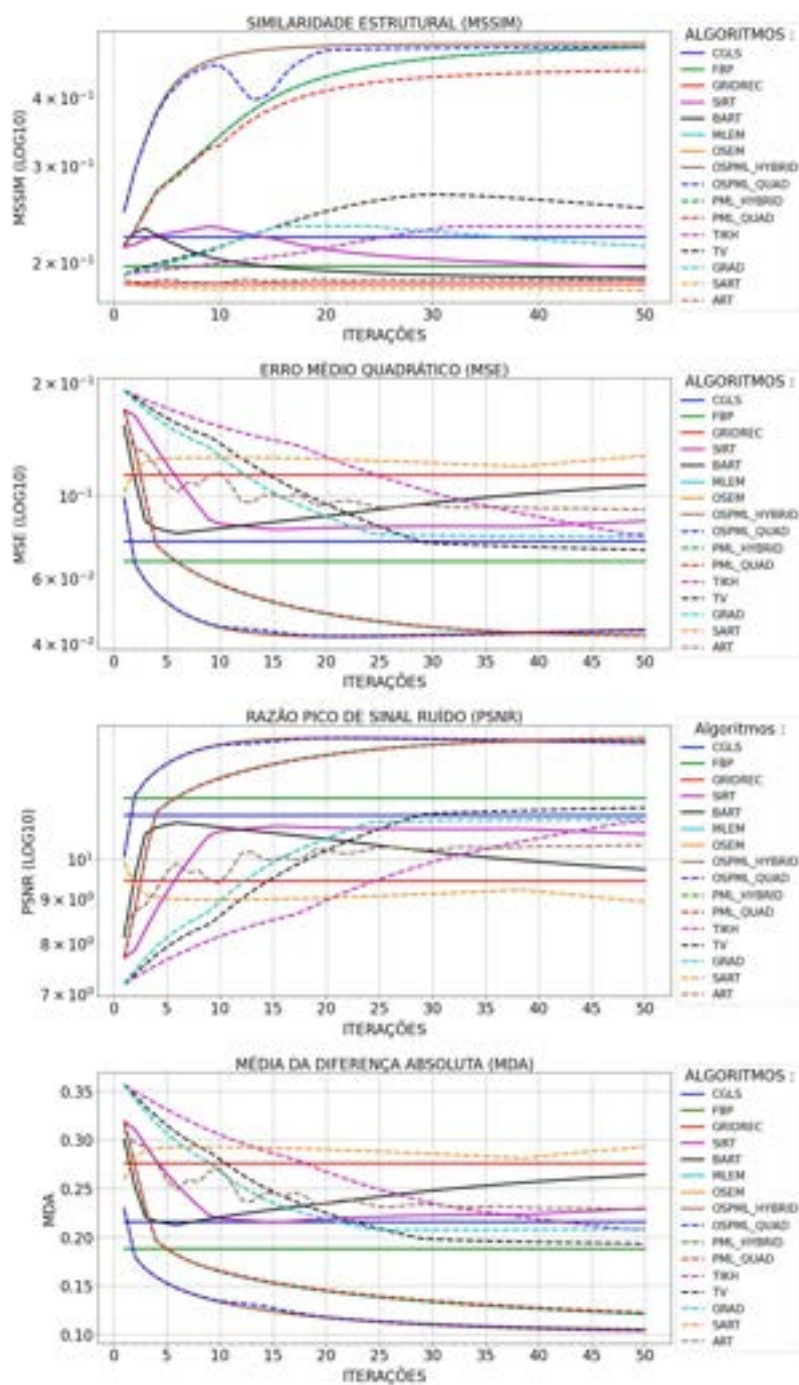 SIMILARIDADE ESTRUTURAL (MSSIM)
MSSIM (LOG10)
4 × 10⁻¹
3 × 10⁻¹
2 × 10⁻¹
0 10 20 30 40 50
ITERAÇÕES
ALGORITMOS :
CGLS
FBP
GRIDREC
SIRT
BART
MLEM
OSEM
OSPML_HYBRID
OSPML_QUAD
PML_HYBRID
PML_QUAD
TIKH
TV
GRAD
SART
ART
ERRO MÉDIO QUADRÁTICO (MSE)
MSE (LOG10)
2 × 10⁻¹
10⁻¹
6 × 10⁻²
4 × 10⁻²
0 5 10 15 20 25 30 35 40 45 50
ITERAÇÕES
ALGORITMOS :
CGLS
FBP
GRIDREC
SIRT
BART
MLEM
OSEM
OSPML_HYBRID
OSPML_QUAD
PML_HYBRID
PML_QUAD
TIKH
TV
GRAD
SART
ART
RAZÃO PICO DE SINAL RUÍDO (PSNR)
PSNR (LOG10)
10¹
9 × 10⁰
8 × 10⁰
7 × 10⁰
0 5 10 15 20 25 30 35 40 45 50
ITERAÇÕES
Algoritmos :
CGLS
FBP
GRIDREC
SIRT
BART
MLEM
OSEM
OSPML_HYBRID
OSPML_QUAD
PML_HYBRID
PML_QUAD
TIKH
TV
GRAD
SART
ART
MÉDIA DA DIFERENÇA ABSOLUTA (MDA)
MDA
0.35
0.30
0.25
0.20
0.15
0.10
0 5 10 15 20 25 30 35 40 45 50
ITERAÇÕES
ALGORITMOS :
CGLS
FBP
GRIDREC
SIRT
BART
MLEM
OSEM
OSPML_HYBRID
OSPML_QUAD
PML_HYBRID
PML_QUAD
TIKH
TV
GRAD
SART
ART